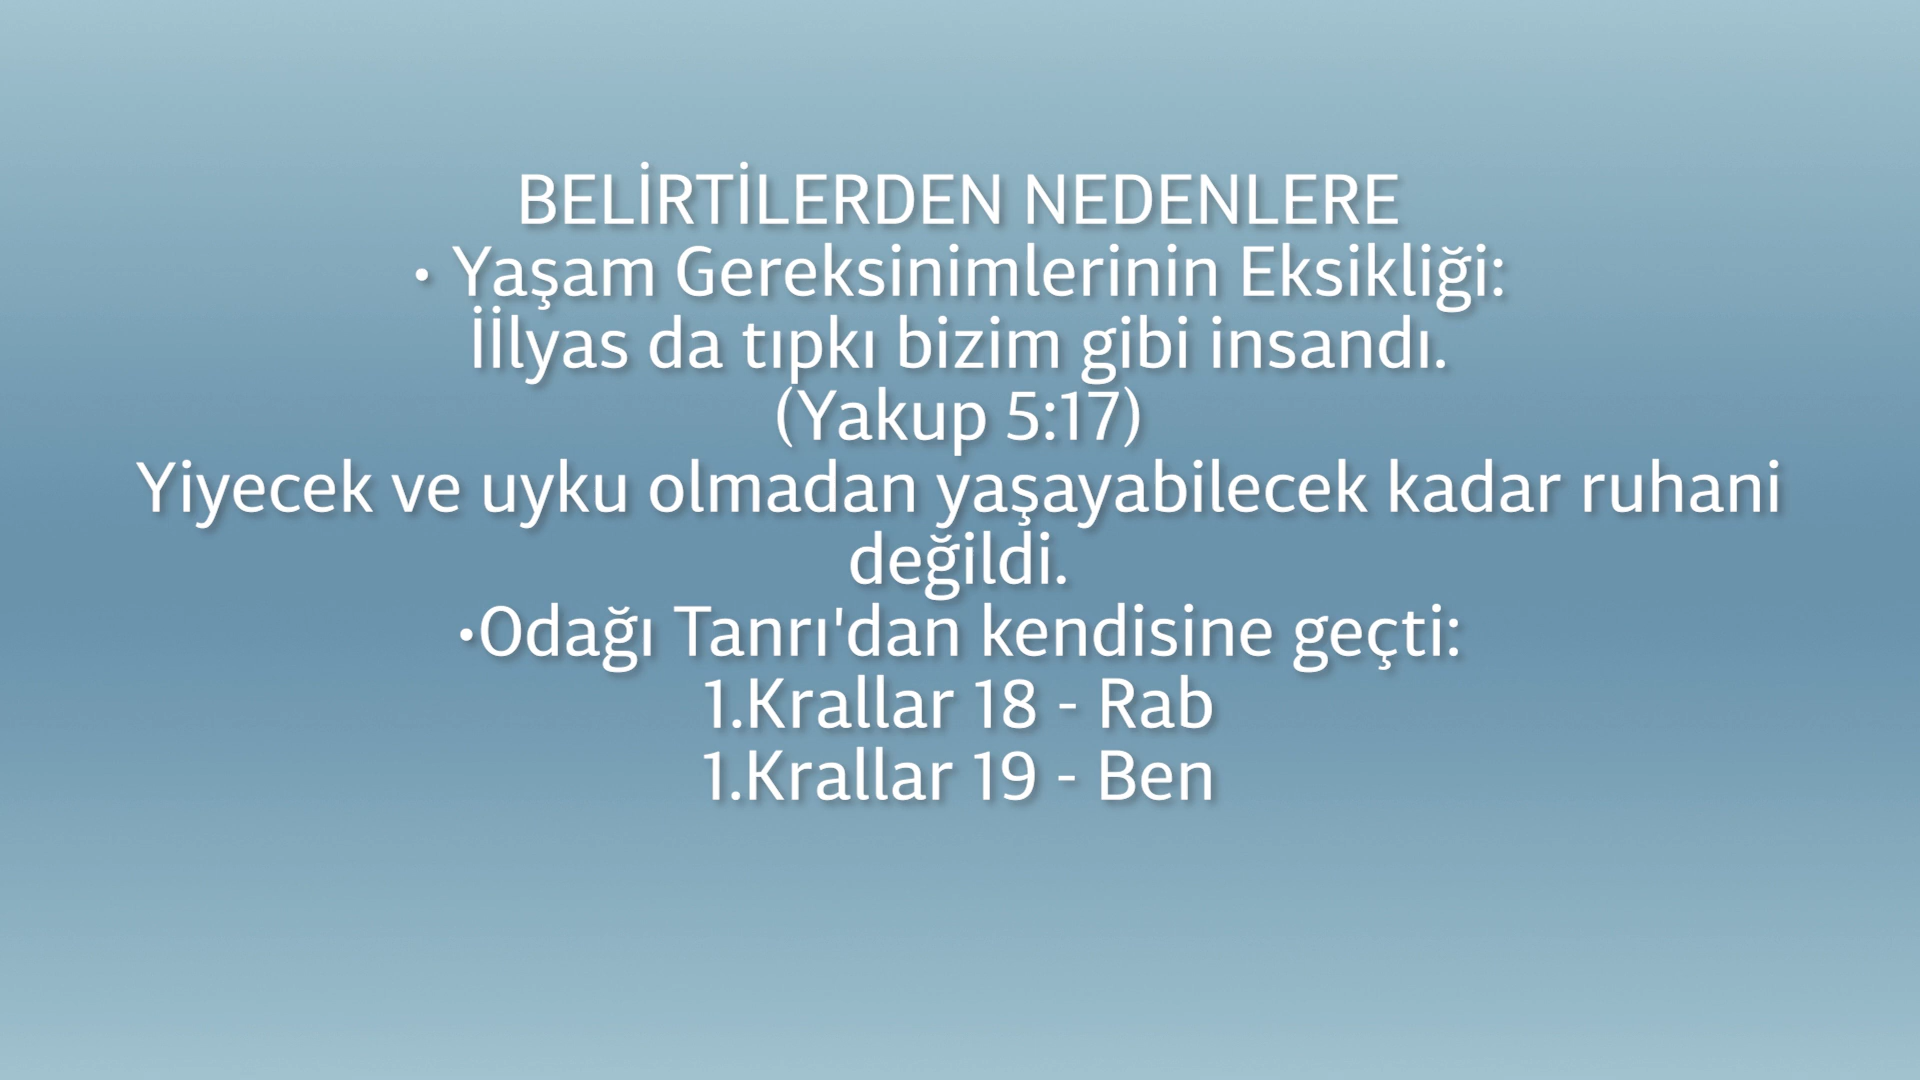 BELİRTİLERDEN NEDENLERE
• Yaşam Gereksinimlerinin Eksikliği:
İilyas da tıpkı bizim gibi insandı.
(Yakup 5:17)
Yiyecek ve uyku olmadan yaşayabilecek kadar ruhani
değildi.
•Odağı Tanrı'dan kendisine geçti:
1.Krallar 18 - Rab
1.Krallar 19 - Ben